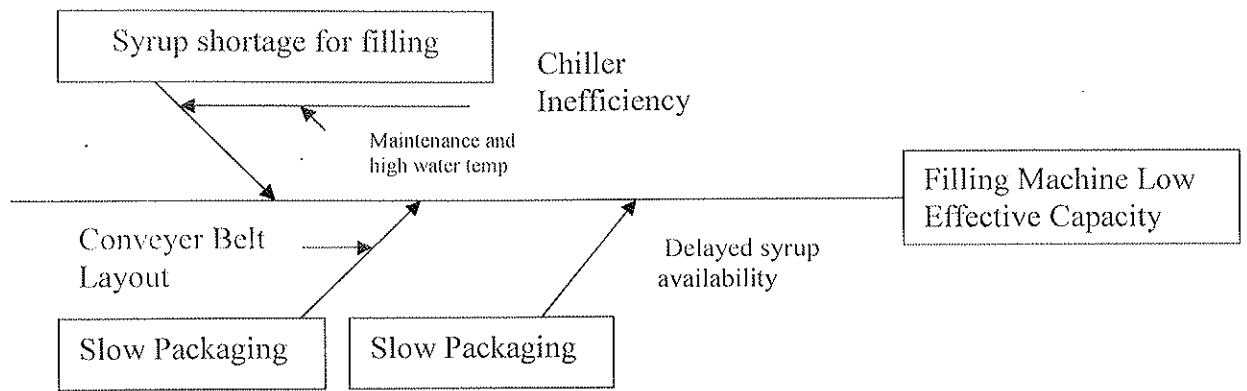 Syrup shortage for filling
Chiller
Inefficiency
Maintenance and
high water temp
Filling Machine Low
Effective Capacity
Conveyer Belt
Layout
Delayed syrup
availability
Slow Packaging
Slow Packaging